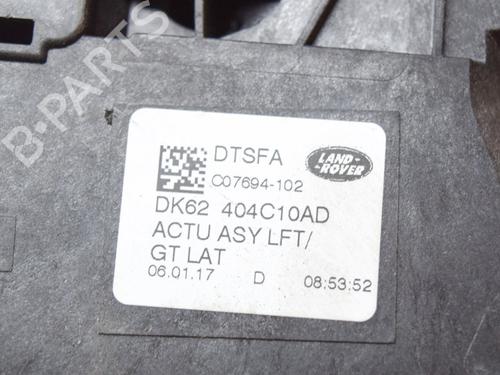 B-PARTS
DTSFA
LAND-
ROVER
C07694-102
DK62 404C10AD
ACTU ASY LFT/
GT LAT
06.01.17 D 08:53:52